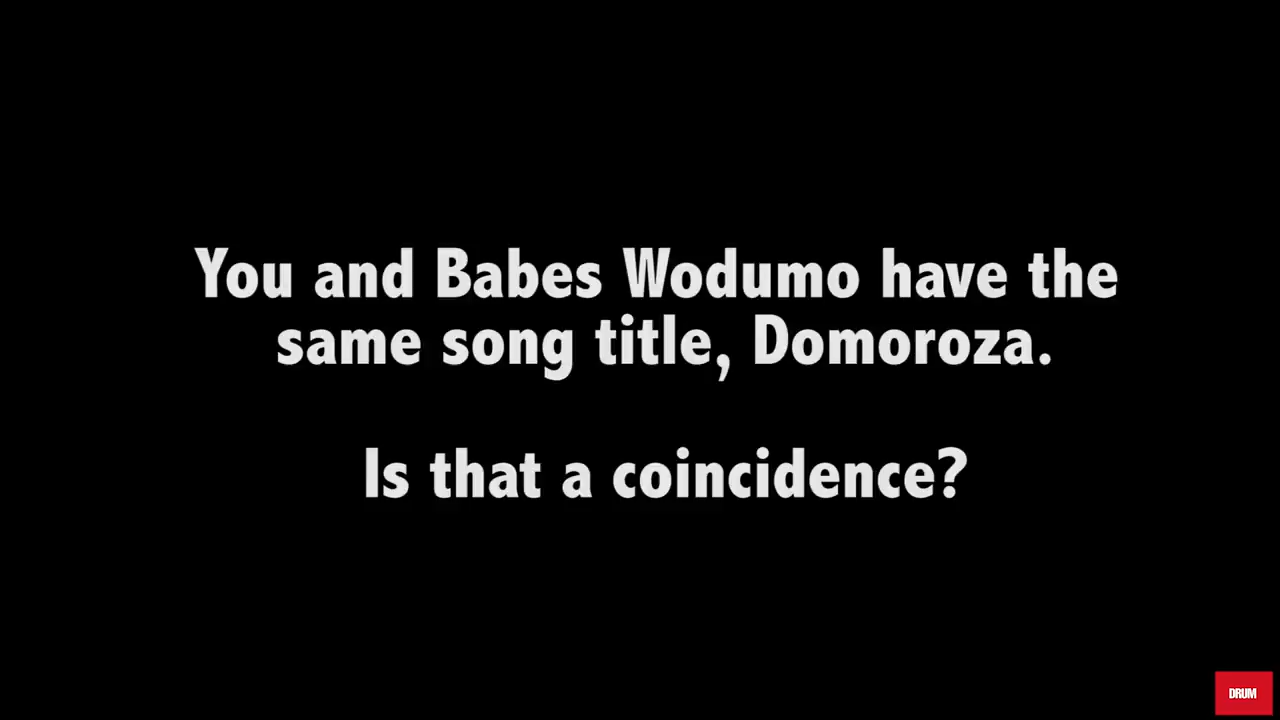 You and Babes Wodumo have the
same song title, Domoroza.
Is that a coincidence?
DRUM